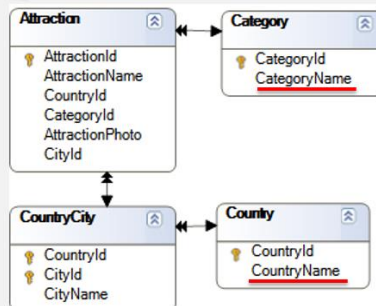 Attraction
AttractionId
AttractionName
CountryId
CategoryId
AttractionPhoto
CityId
Category
CategoryId
CategoryName
CountryCity
CountryId
CityId
CityName
Country
CountryId
CountryName